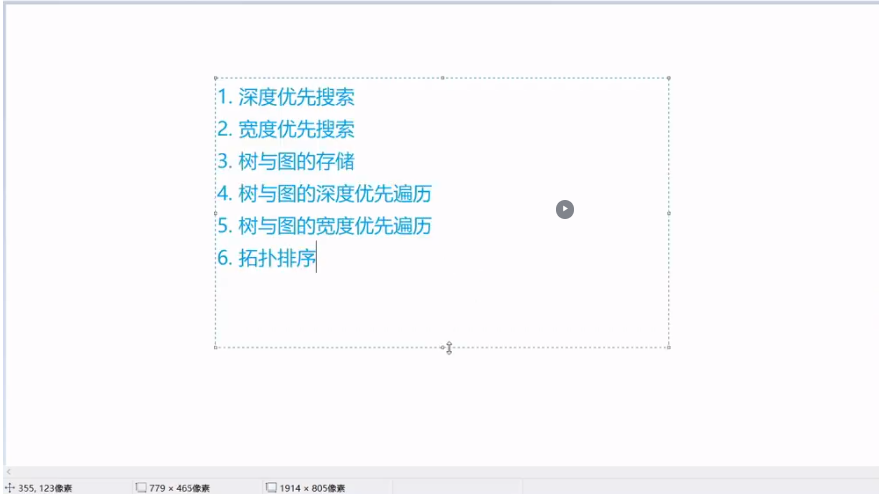 1. 深度优先搜索
2. 宽度优先搜索
3. 树与图的存储
4. 树与图的深度优先遍历
5. 树与图的宽度优先遍历
6. 拓扑排序
355, 123像素 779 × 465像素 1914 × 805像素